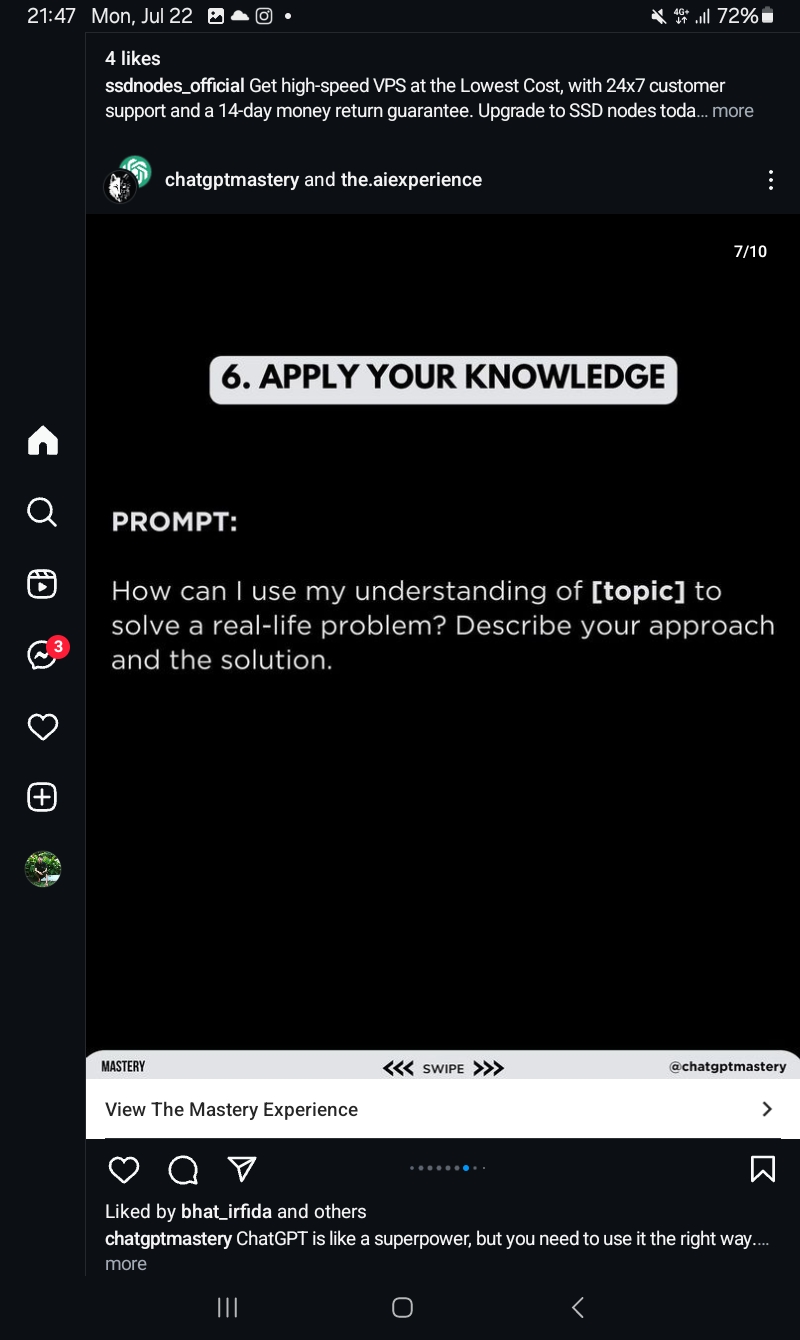 21:47 Mon, Jul 22 4G+ 72%
4 likes
ssdnodes_official Get high-speed VPS at the Lowest Cost, with 24x7 customer
support and a 14-day money return guarantee. Upgrade to SSD nodes toda... more
chatgptmastery and the.aiexperience
7/10
6. APPLY YOUR KNOWLEDGE
PROMPT:
How can I use my understanding of [topic] to
solve a real-life problem? Describe your approach
and the solution.
3
MASTERY <<< SWIPE >>> @chatgptmastery
View The Mastery Experience
Liked by bhat_irfida and others
chatgptmastery ChatGPT is like a superpower, but you need to use it the right way....
more